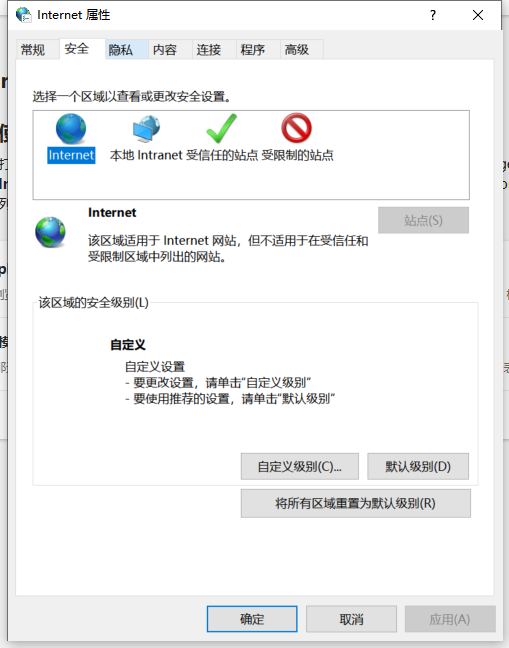 Internet 属性
?
常规 安全 隐私 内容 连接 程序 高级
选择一个区域以查看或更改安全设置。
Internet 本地 Intranet 受信任的站点 受限制的站点
Internet
站点(S)
该区域适用于 Internet 网站，但不适用于在受信任和
受限制区域中列出的网站。
该区域的安全级别(L)
自定义
自定义设置
- 要更改设置，请单击“自定义级别”
- 要使用推荐的设置，请单击“默认级别”
自定义级别(C)... 默认级别(D)
将所有区域重置为默认级别(R)
确定 取消 应用(A)